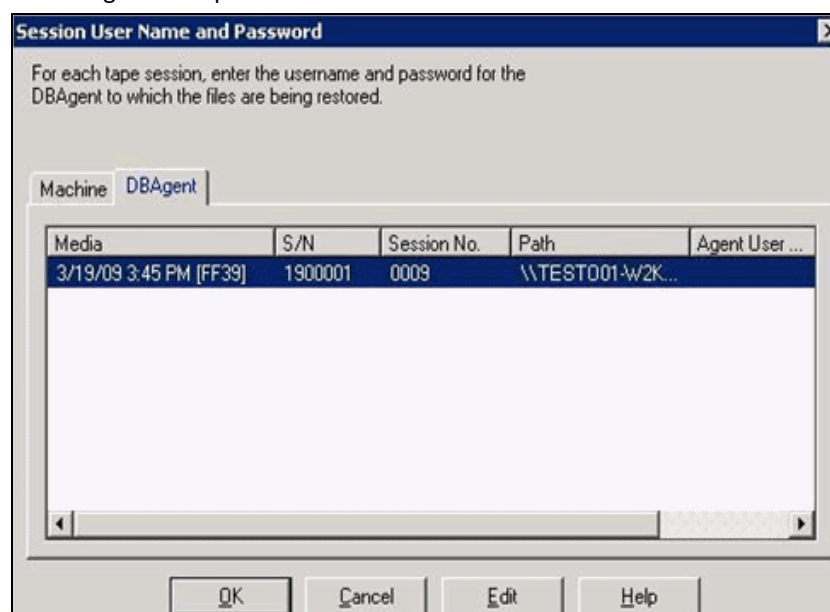 Session User Name and Password
For each tape session, enter the username and password for the
DBAgent to which the files are being restored.
Machine DBAgent
Media S/N Session No. Path Agent User ...
3/19/09 3:45 PM [FF39] 1900001 0009 \\TEST001-W2K...
OK Cancel Edit Help